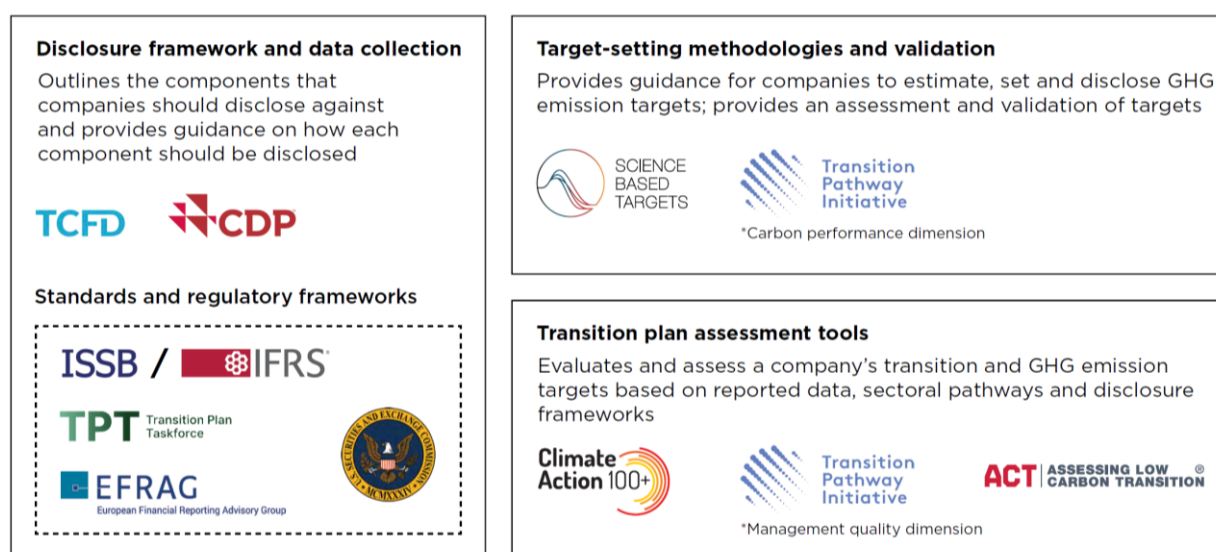 Disclosure framework and data collection
Outlines the components that
companies should disclose against
and provides guidance on how each
component should be disclosed
TCFD
CDP
Standards and regulatory frameworks
ISSB / IFRS®
TPT Transition Plan
Taskforce
U.S. SECURITIES AND EXCHANGE COMMISSION
MCMXXXIV
EFRAG
European Financial Reporting Advisory Group
Target-setting methodologies and validation
Provides guidance for companies to estimate, set and disclose GHG
emission targets; provides an assessment and validation of targets
SCIENCE
BASED
TARGETS
Transition
Pathway
Initiative
*Carbon performance dimension
Transition plan assessment tools
Evaluates and assess a company's transition and GHG emission
targets based on reported data, sectoral pathways and disclosure
frameworks
Climate
Action 100+
Transition
Pathway
Initiative
*Management quality dimension
ACT ASSESSING LOW ®
CARBON TRANSITION